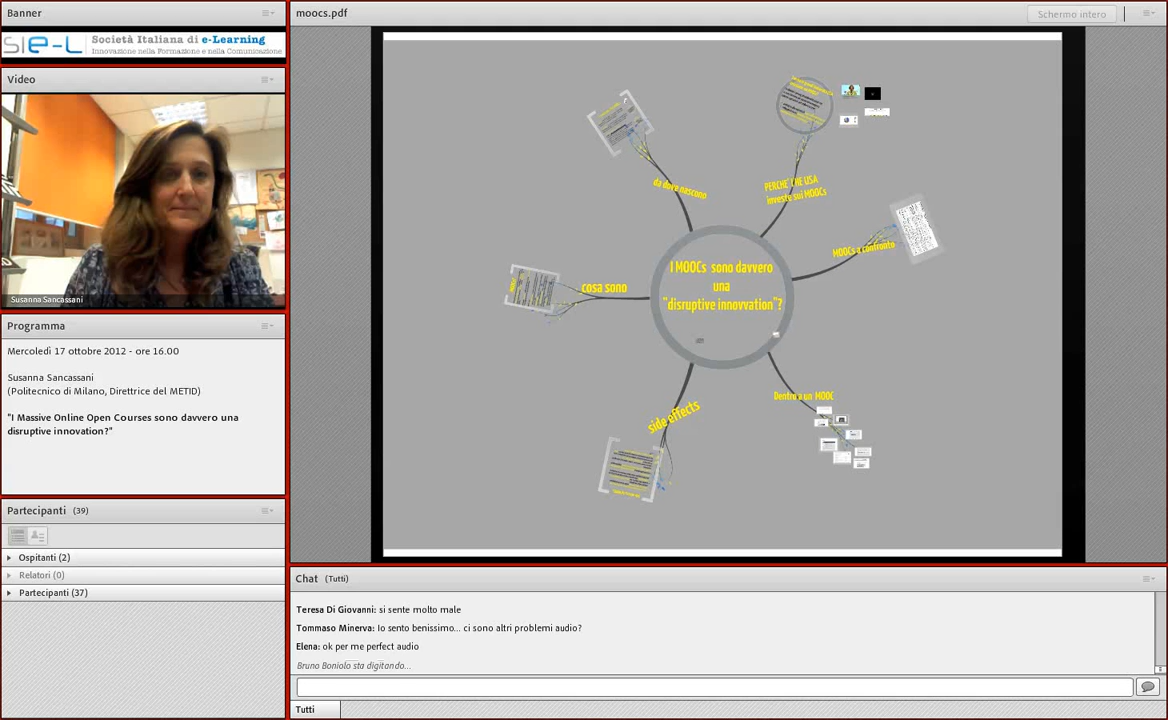 Banner
sie-L Società Italiana di e-Learning
Innovazione nella Formazione e nella Comunicazione
Video
Susanna Sancassani
Programma
Mercoledì 17 ottobre 2012 - ore 16.00
Susanna Sancassani
(Politecnico di Milano, Direttrice del METID)
"I Massive Online Open Courses sono davvero una
disruptive innovation?"
Partecipanti (39)
Ospitanti (2)
Relatori (0)
Partecipanti (37)
moocs.pdf
Schermo intero
da dove nascono
PERCHE' CHE USA
investe sui MOOCs
MOOCs a confronto
cosa sono
I MOOCs sono davvero
una
"disruptive innovvation"?
Dentro a un MOOC
side effects
Chat (Tutti)
Teresa Di Giovanni: si sente molto male
Tommaso Minerva: Io sento benissimo... ci sono altri problemi audio?
Elena: ok per me perfect audio
Bruno Boniolo sta digitando...
Tutti